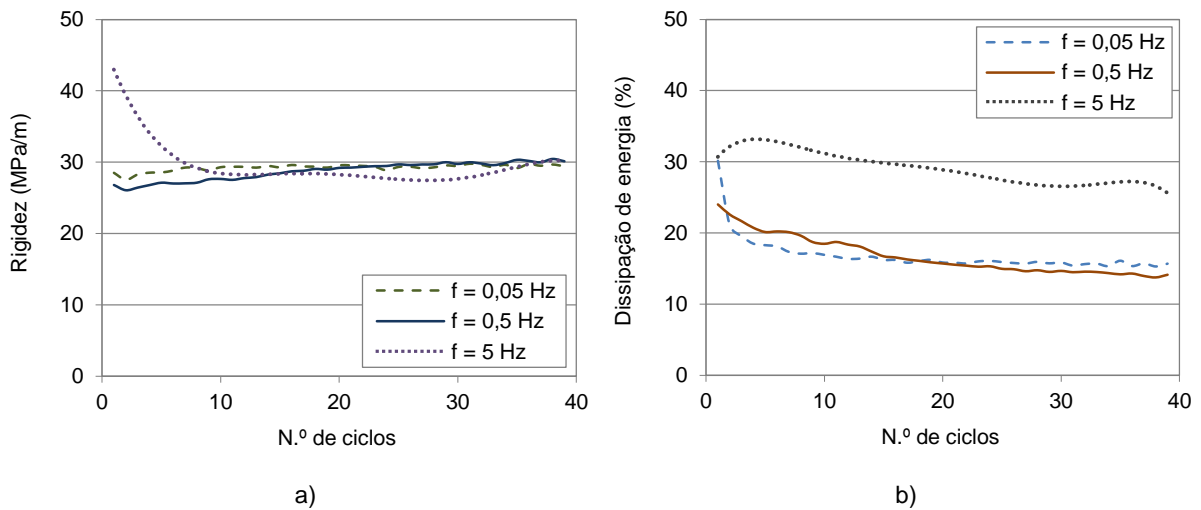 50
40
30
20
10
0
Rigidez (MPa/m)
f = 0,05 Hz
f = 0,5 Hz
f = 5 Hz
0 10 20 30 40
N.º de ciclos
a)
50
40
30
20
10
0
Dissipação de energia (%)
f = 0,05 Hz
f = 0,5 Hz
f = 5 Hz
0 10 20 30 40
N.º de ciclos
b)